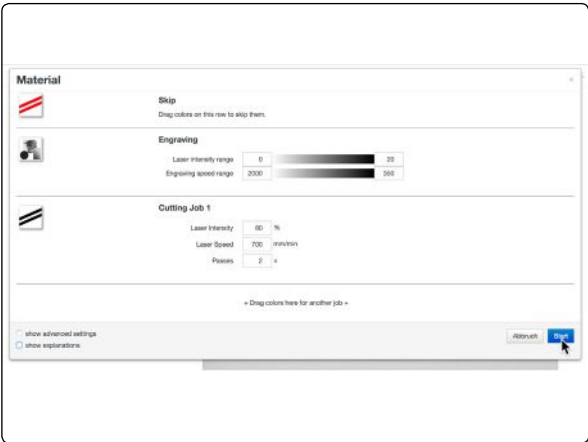 Material
×
Skip
Drag colors on this row to skip them.
Engraving
Laser intensity range 0 20
Engraving speed range 2000 550
Cutting Job 1
Laser Intensity 80 %
Laser Speed 700 mm/min
Passes 2 x
+ Drag colors here for another job +
show advanced settings
show explanations
Abbruch Start